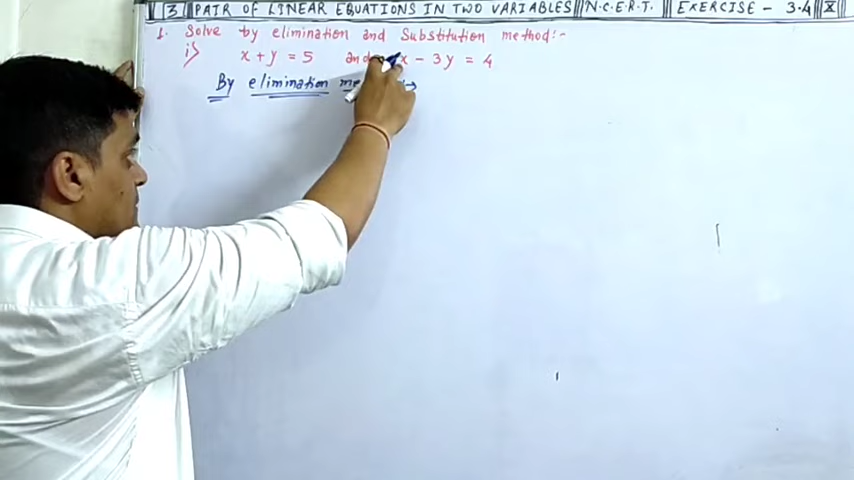 3 PAIR OF LINEAR EQUATIONS IN TWO VARIABLES N.C.E.R.T. EXERCISE - 3.4 X
1. Solve by elimination and Substitution method:-
i> x + y = 5 and x - 3y = 4
By elimination